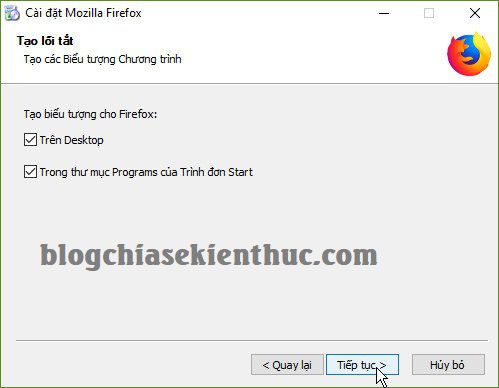 Cài đặt Mozilla Firefox
Tạo lối tắt
Tạo các Biểu tượng Chương trình
Tạo biểu tượng cho Firefox:
Trên Desktop
Trong thư mục Programs của Trình đơn Start
blogchiasekienthuc.com
< Quay lại
Tiếp tục >
Hủy bỏ